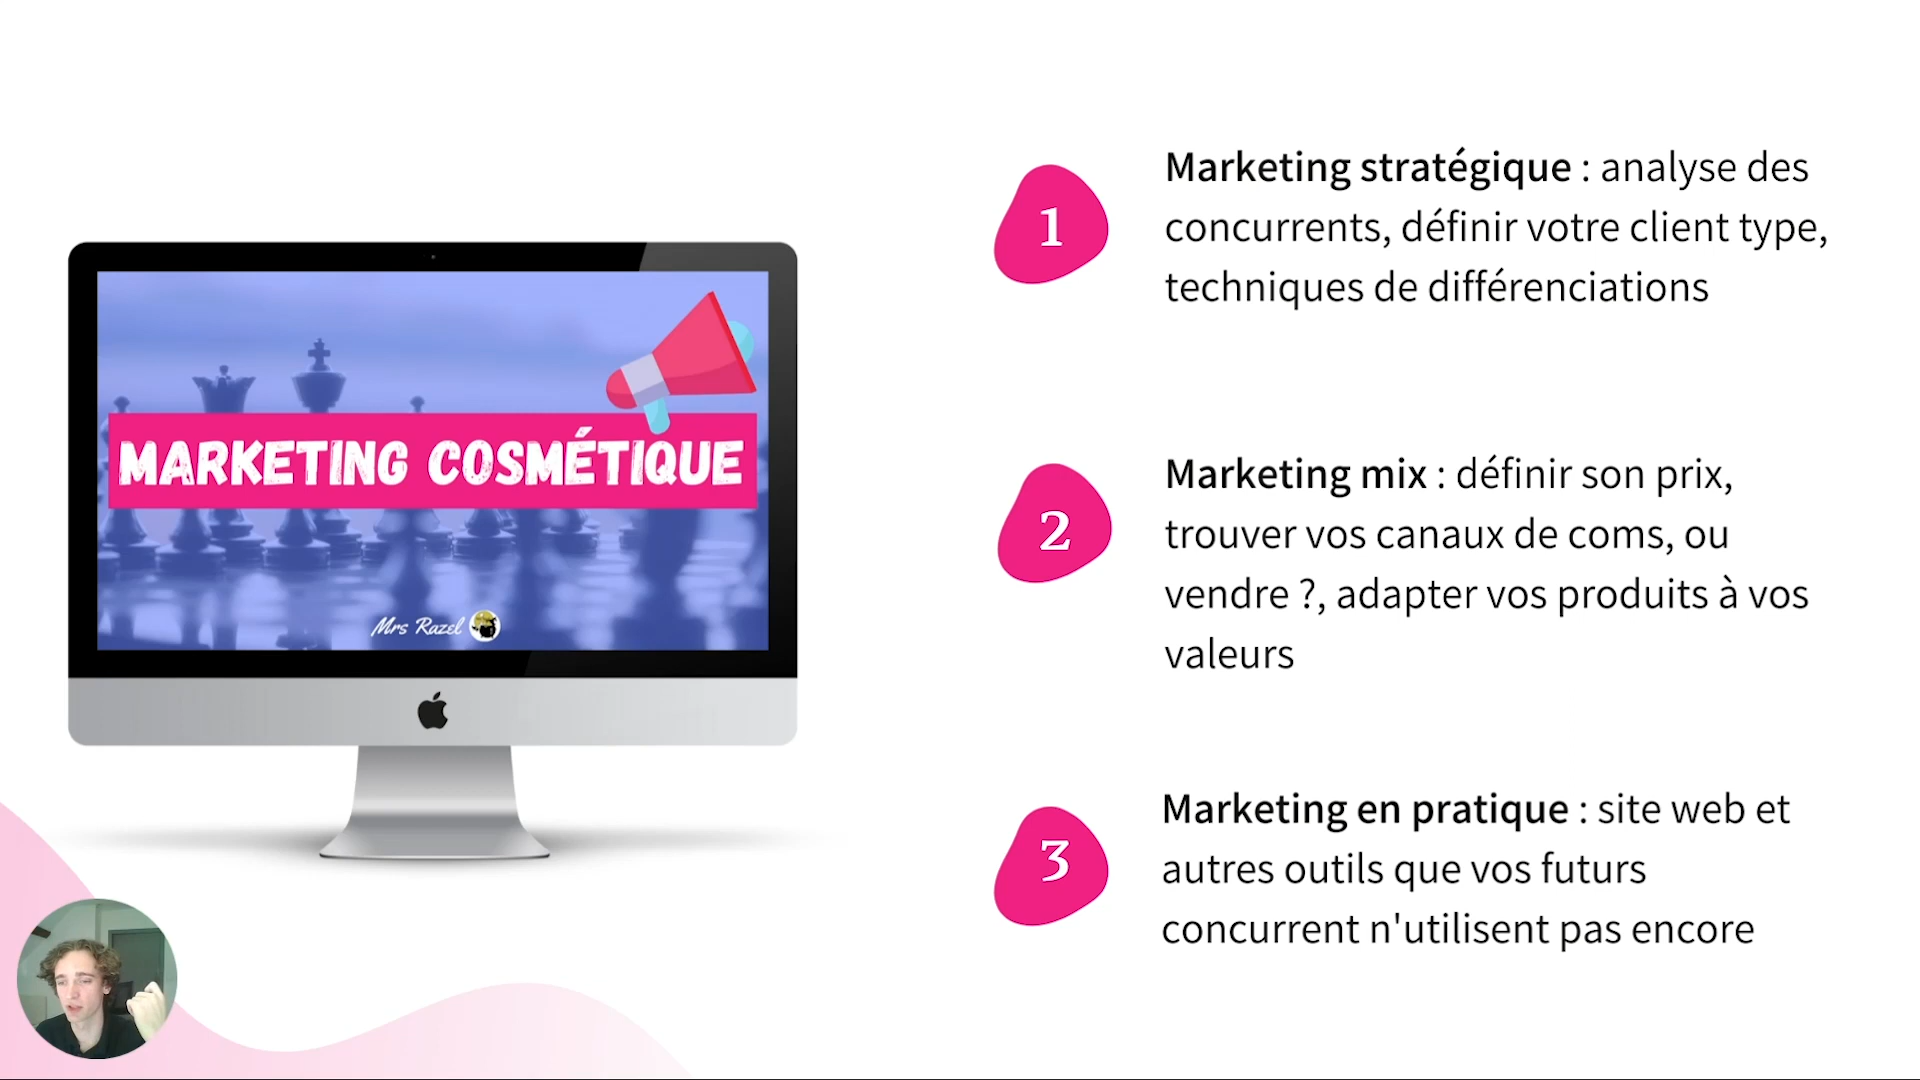 MARKETING COSMÉTIQUE
Mrs Razel
1
Marketing stratégique : analyse des
concurrents, définir votre client type,
techniques de différenciations
2
Marketing mix : définir son prix,
trouver vos canaux de coms, ou
vendre ?, adapter vos produits à vos
valeurs
3
Marketing en pratique : site web et
autres outils que vos futurs
concurrent n'utilisent pas encore